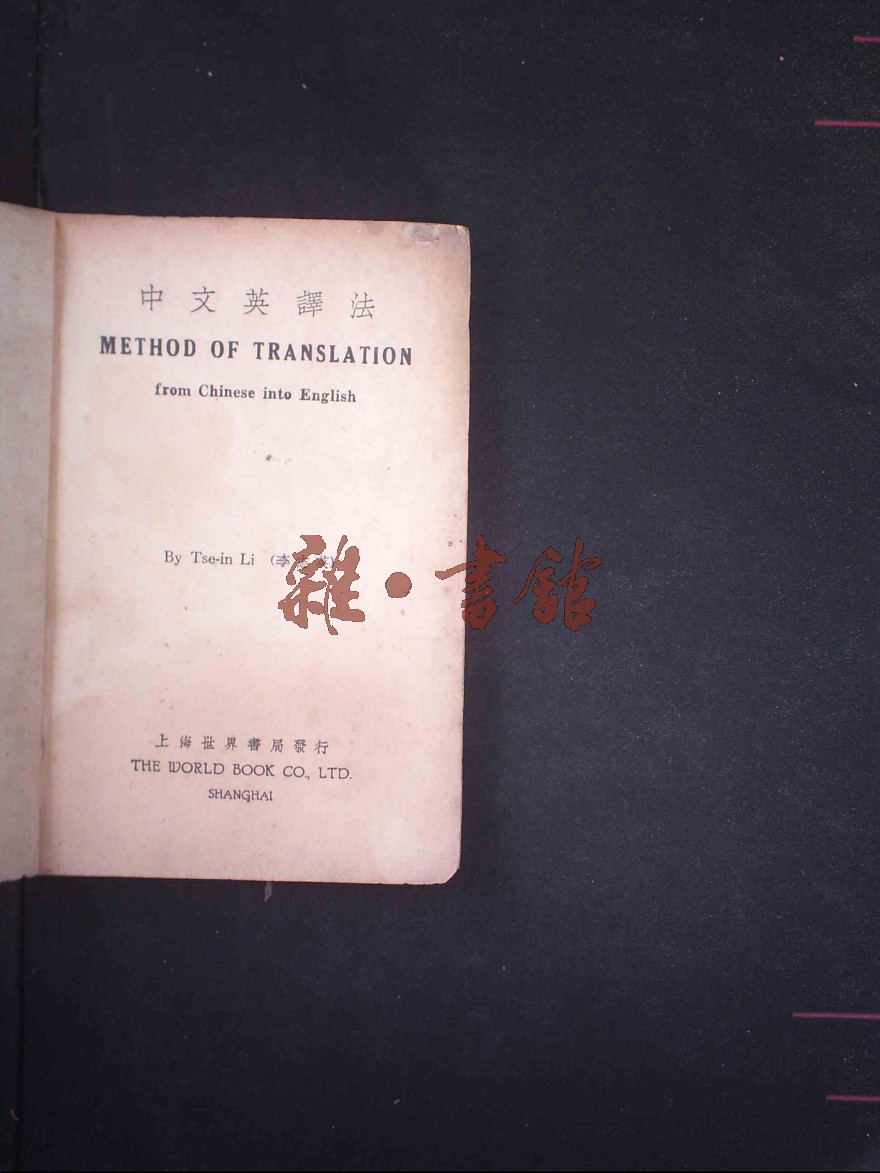 中文英譯法
METHOD OF TRANSLATION
from Chinese into English
By Tse-in Li (李
雜·書館
上海世界書局發行
THE WORLD BOOK CO., LTD.
SHANGHAI